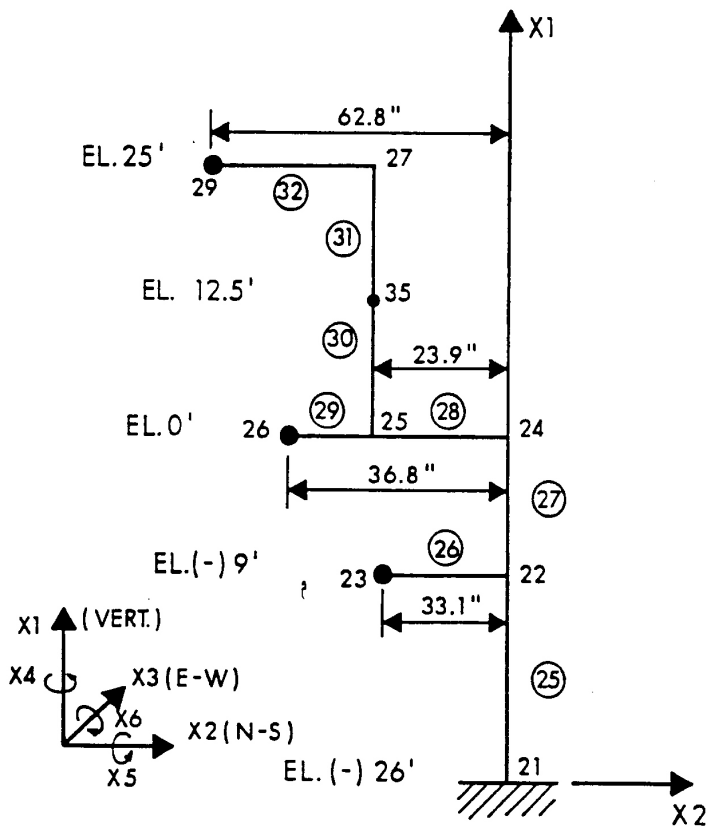 X1
62.8"
EL.25'
27
29
32
31
EL. 12.5'
35
30
23.9"
29
28
EL.0'
26
25
24
36.8"
27
EL.(-) 9'
26
23
22
33.1"
X1
(VERT.)
25
X4
X3(E-W)
X6
X2(N-S)
X5
EL.(-) 26'
21
X2